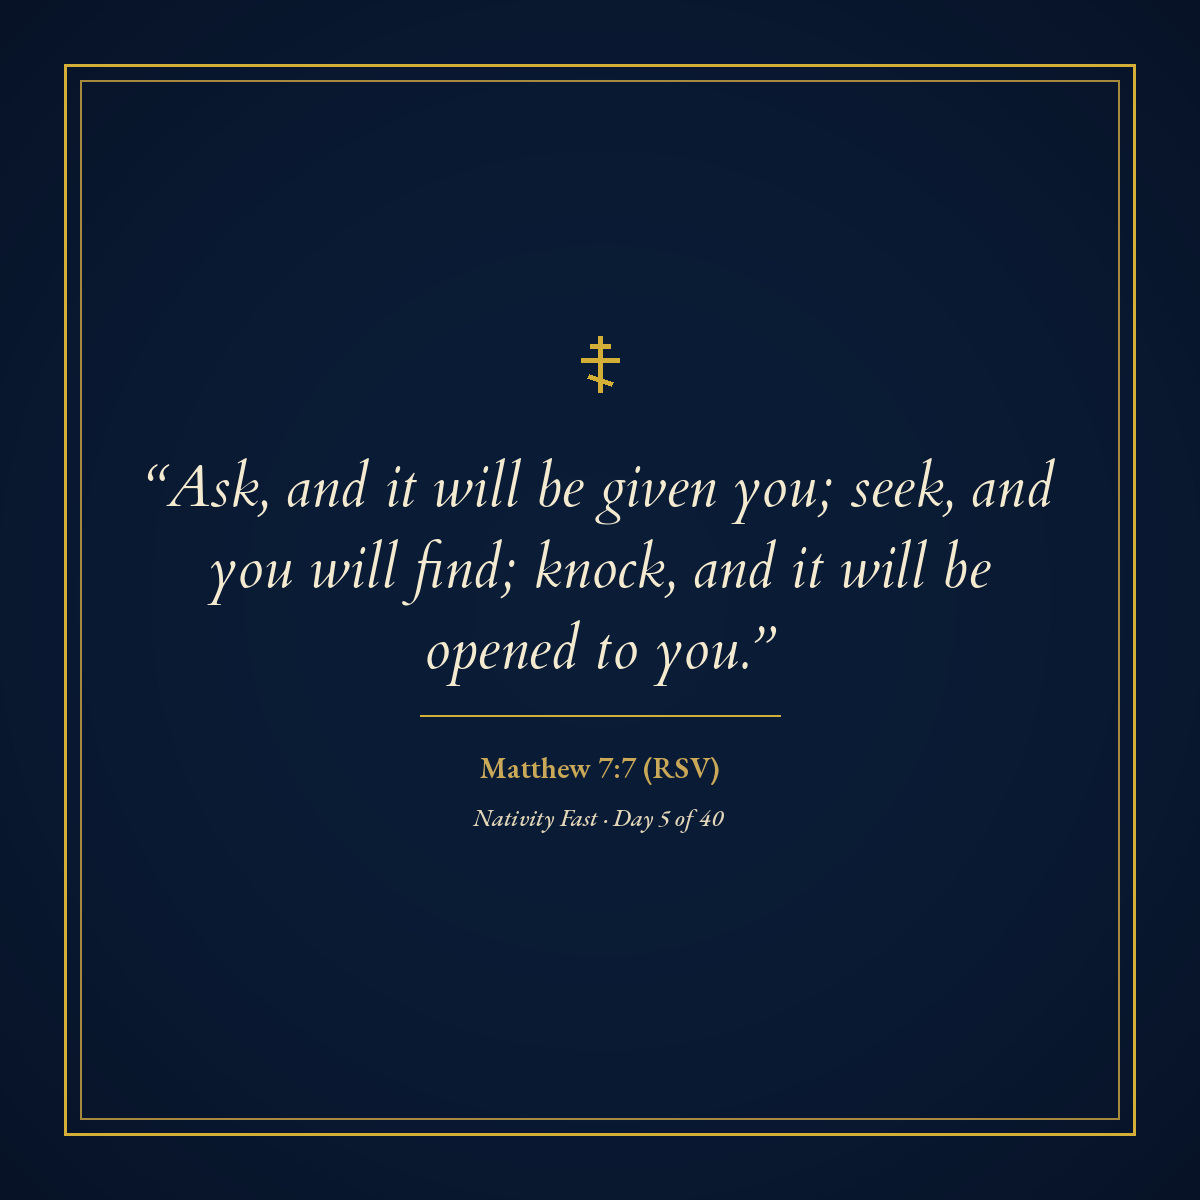 “Ask, and it will be given you; seek, and
you will find; knock, and it will be
opened to you.”
Matthew 7:7 (RSV)
Nativity Fast · Day 5 of 40